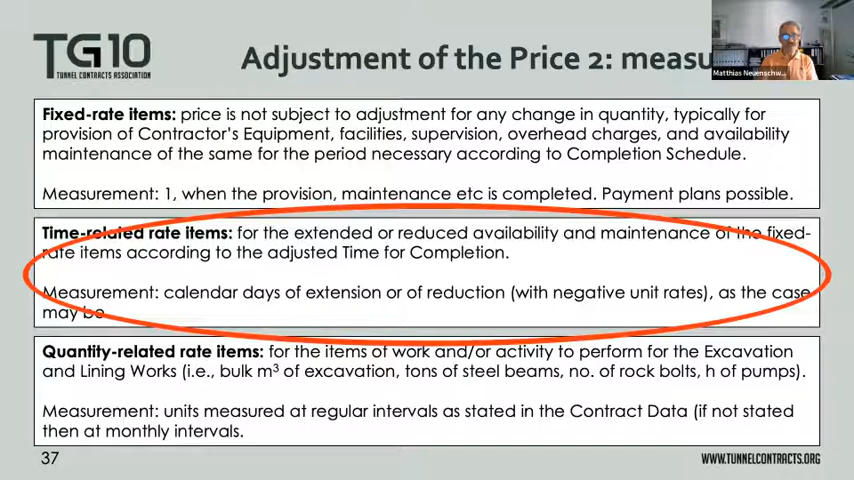 TG10
TUNNEL CONTRACTS ASSOCIATION
Adjustment of the Price 2: measu
Matthias Neuenschw...
Fixed-rate items: price is not subject to adjustment for any change in quantity, typically for
provision of Contractor's Equipment, facilities, supervision, overhead charges, and availability
maintenance of the same for the period necessary according to Completion Schedule.
Measurement: 1, when the provision, maintenance etc is completed. Payment plans possible.
Time-related rate items: for the extended or reduced availability and maintenance of the fixed-
rate items according to the adjusted Time for Completion.
Measurement: calendar days of extension or of reduction (with negative unit rates), as the case
may be.
Quantity-related rate items: for the items of work and/or activity to perform for the Excavation
and Lining Works (i.e., bulk m³ of excavation, tons of steel beams, no. of rock bolts, h of pumps).
Measurement: units measured at regular intervals as stated in the Contract Data (if not stated
then at monthly intervals.
37
WWW.TUNNELCONTRACTS.ORG